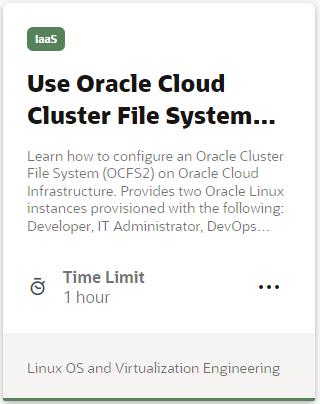 IaaS
Use Oracle Cloud
Cluster File System...
Learn how to configure an Oracle Cluster
File System (OCFS2) on Oracle Cloud
Infrastructure. Provides two Oracle Linux
instances provisioned with the following:
Developer, IT Administrator, DevOps...
Time Limit
1 hour
Linux OS and Virtualization Engineering